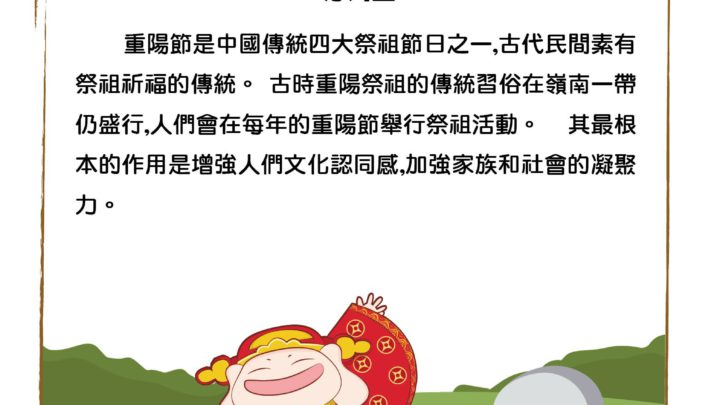 重陽節是中國傳統四大祭祖節日之一,古代民間素有
祭祖祈福的傳統。 古時重陽祭祖的傳統習俗在嶺南一帶
仍盛行,人們會在每年的重陽節舉行祭祖活動。 其最根
本的作用是增強人們文化認同感,加強家族和社會的凝聚
力。